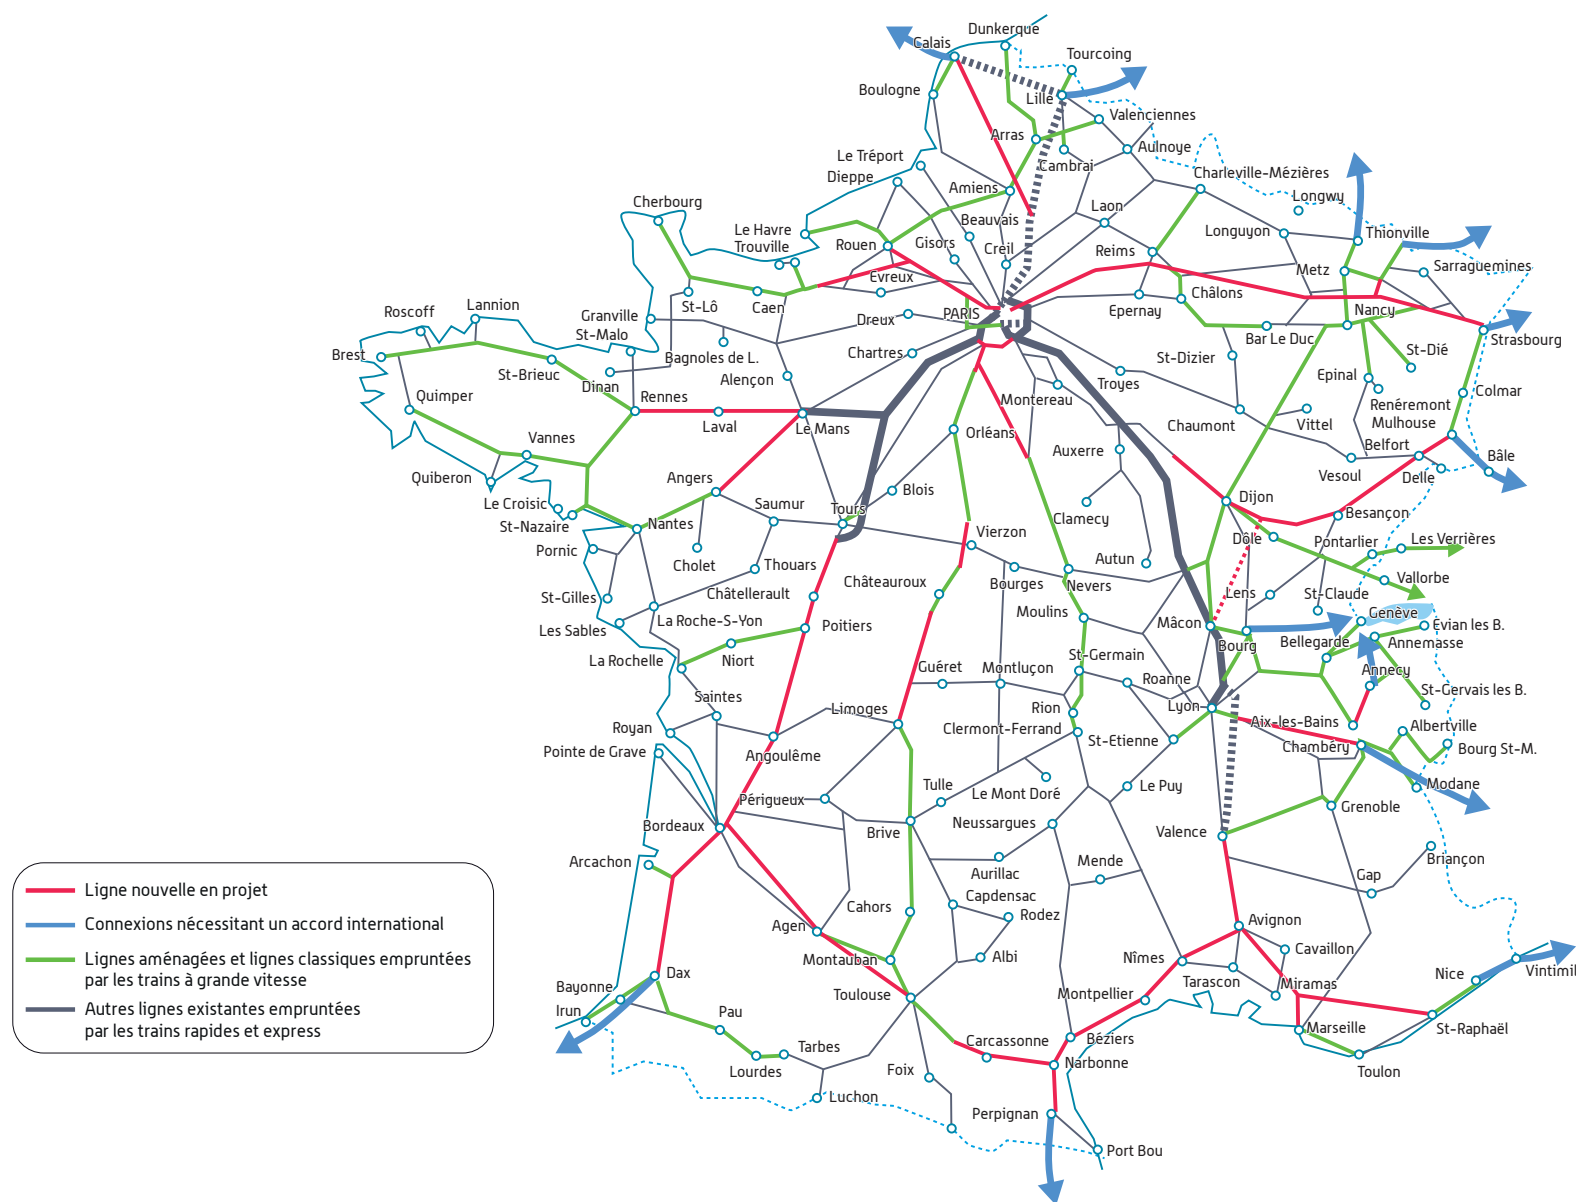 Dunkerque
Calais
Tourcoing
Boulogne
Lille
Valenciennes
Arras
Aulnoye
Le Tréport
Cambrai
Dieppe
Charleville-Mézières
Amiens
Longwy
Cherbourg
Laon
Beauvais
Le Havre
Longuyon
Thionville
Trouville
Rouen
Gisors
Creil
Reims
Metz
Sarraguemines
Evreux
Châlons
Roscoff
Lannion
St-Lô
Caen
Granville
Dreux
PARIS
Epernay
Nancy
St-Malo
Bar Le Duc
Strasbourg
Brest
Bagnoles de L.
Chartres
St-Dizier
St-Dié
St-Brieuc
Dinan
Alençon
Troyes
Epinal
Quimper
Rennes
Montereau
Colmar
Renéremont
Laval
Le Mans
Orléans
Chaumont
Vittel
Mulhouse
Vannes
Belfort
Auxerre
Bâle
Quiberon
Angers
Blois
Vesoul
Delle
Le Croisic
Saumur
Tours
Clamecy
Dijon
St-Nazaire
Nantes
Besançon
Pornic
Vierzon
Dôle
Pontarlier
Les Verrières
Cholet
Thouars
Autun
Châteauroux
Bourges
Nevers
Vallorbe
St-Gilles
Châtellerault
Lens
St-Claude
Moulins
Genève
Les Sables
La Roche-S-Yon
Poitiers
Mâcon
Evian les B.
Bourg
Bellegarde
Annemasse
La Rochelle
Niort
Guéret
Montluçon
St-Germain
Annecy
Roanne
St-Gervais les B.
Saintes
Limoges
Rion
Lyon
Royan
Clermont-Ferrand
Aix-les-Bains
Albertville
St-Etienne
Chambéry
Bourg St-M.
Pointe de Grave
Angoulême
Tulle
Le Mont Doré
Le Puy
Modane
Périgueux
Grenoble
Bordeaux
Brive
Neussargues
Valence
Arcachon
Mende
Briançon
Aurillac
Gap
Capdensac
Cahors
Rodez
Agen
Avignon
Montauban
Albi
Nîmes
Cavaillon
Dax
Tarascon
Nice
Vintimil
Bayonne
Toulouse
Montpellier
Miramas
Irun
Pau
Marseille
St-Raphaël
Carcassonne
Béziers
Tarbes
Narbonne
Lourdes
Foix
Toulon
Luchon
Perpignan
Port Bou
Ligne nouvelle en projet
Connexions nécessitant un accord international
Lignes aménagées et lignes classiques empruntées
par les trains à grande vitesse
Autres lignes existantes empruntées
par les trains rapides et express